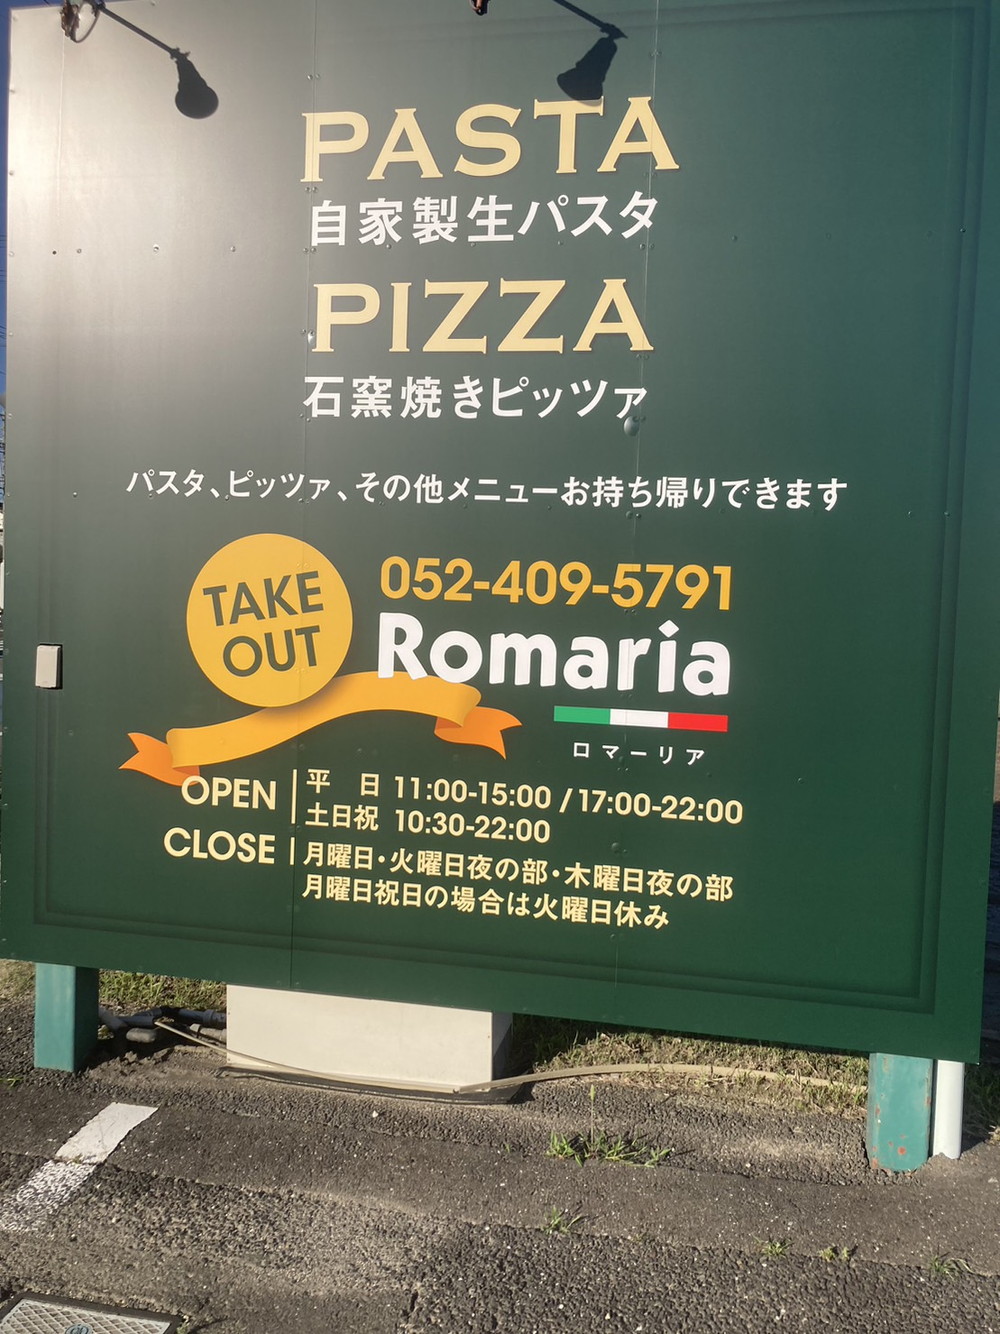 PASTA
自家製生パスタ
PIZZA
石窯焼きピッツァ
パスタ、ピッツァ、その他メニューお持ち帰りできます
TAKE
OUT
052-409-5791
Romaria
ロマーリア
OPEN 平 日 11:00-15:00 / 17:00-22:00
土日祝 10:30-22:00
CLOSE 月曜日・火曜日夜の部・木曜日夜の部
月曜日祝日の場合は火曜日休み